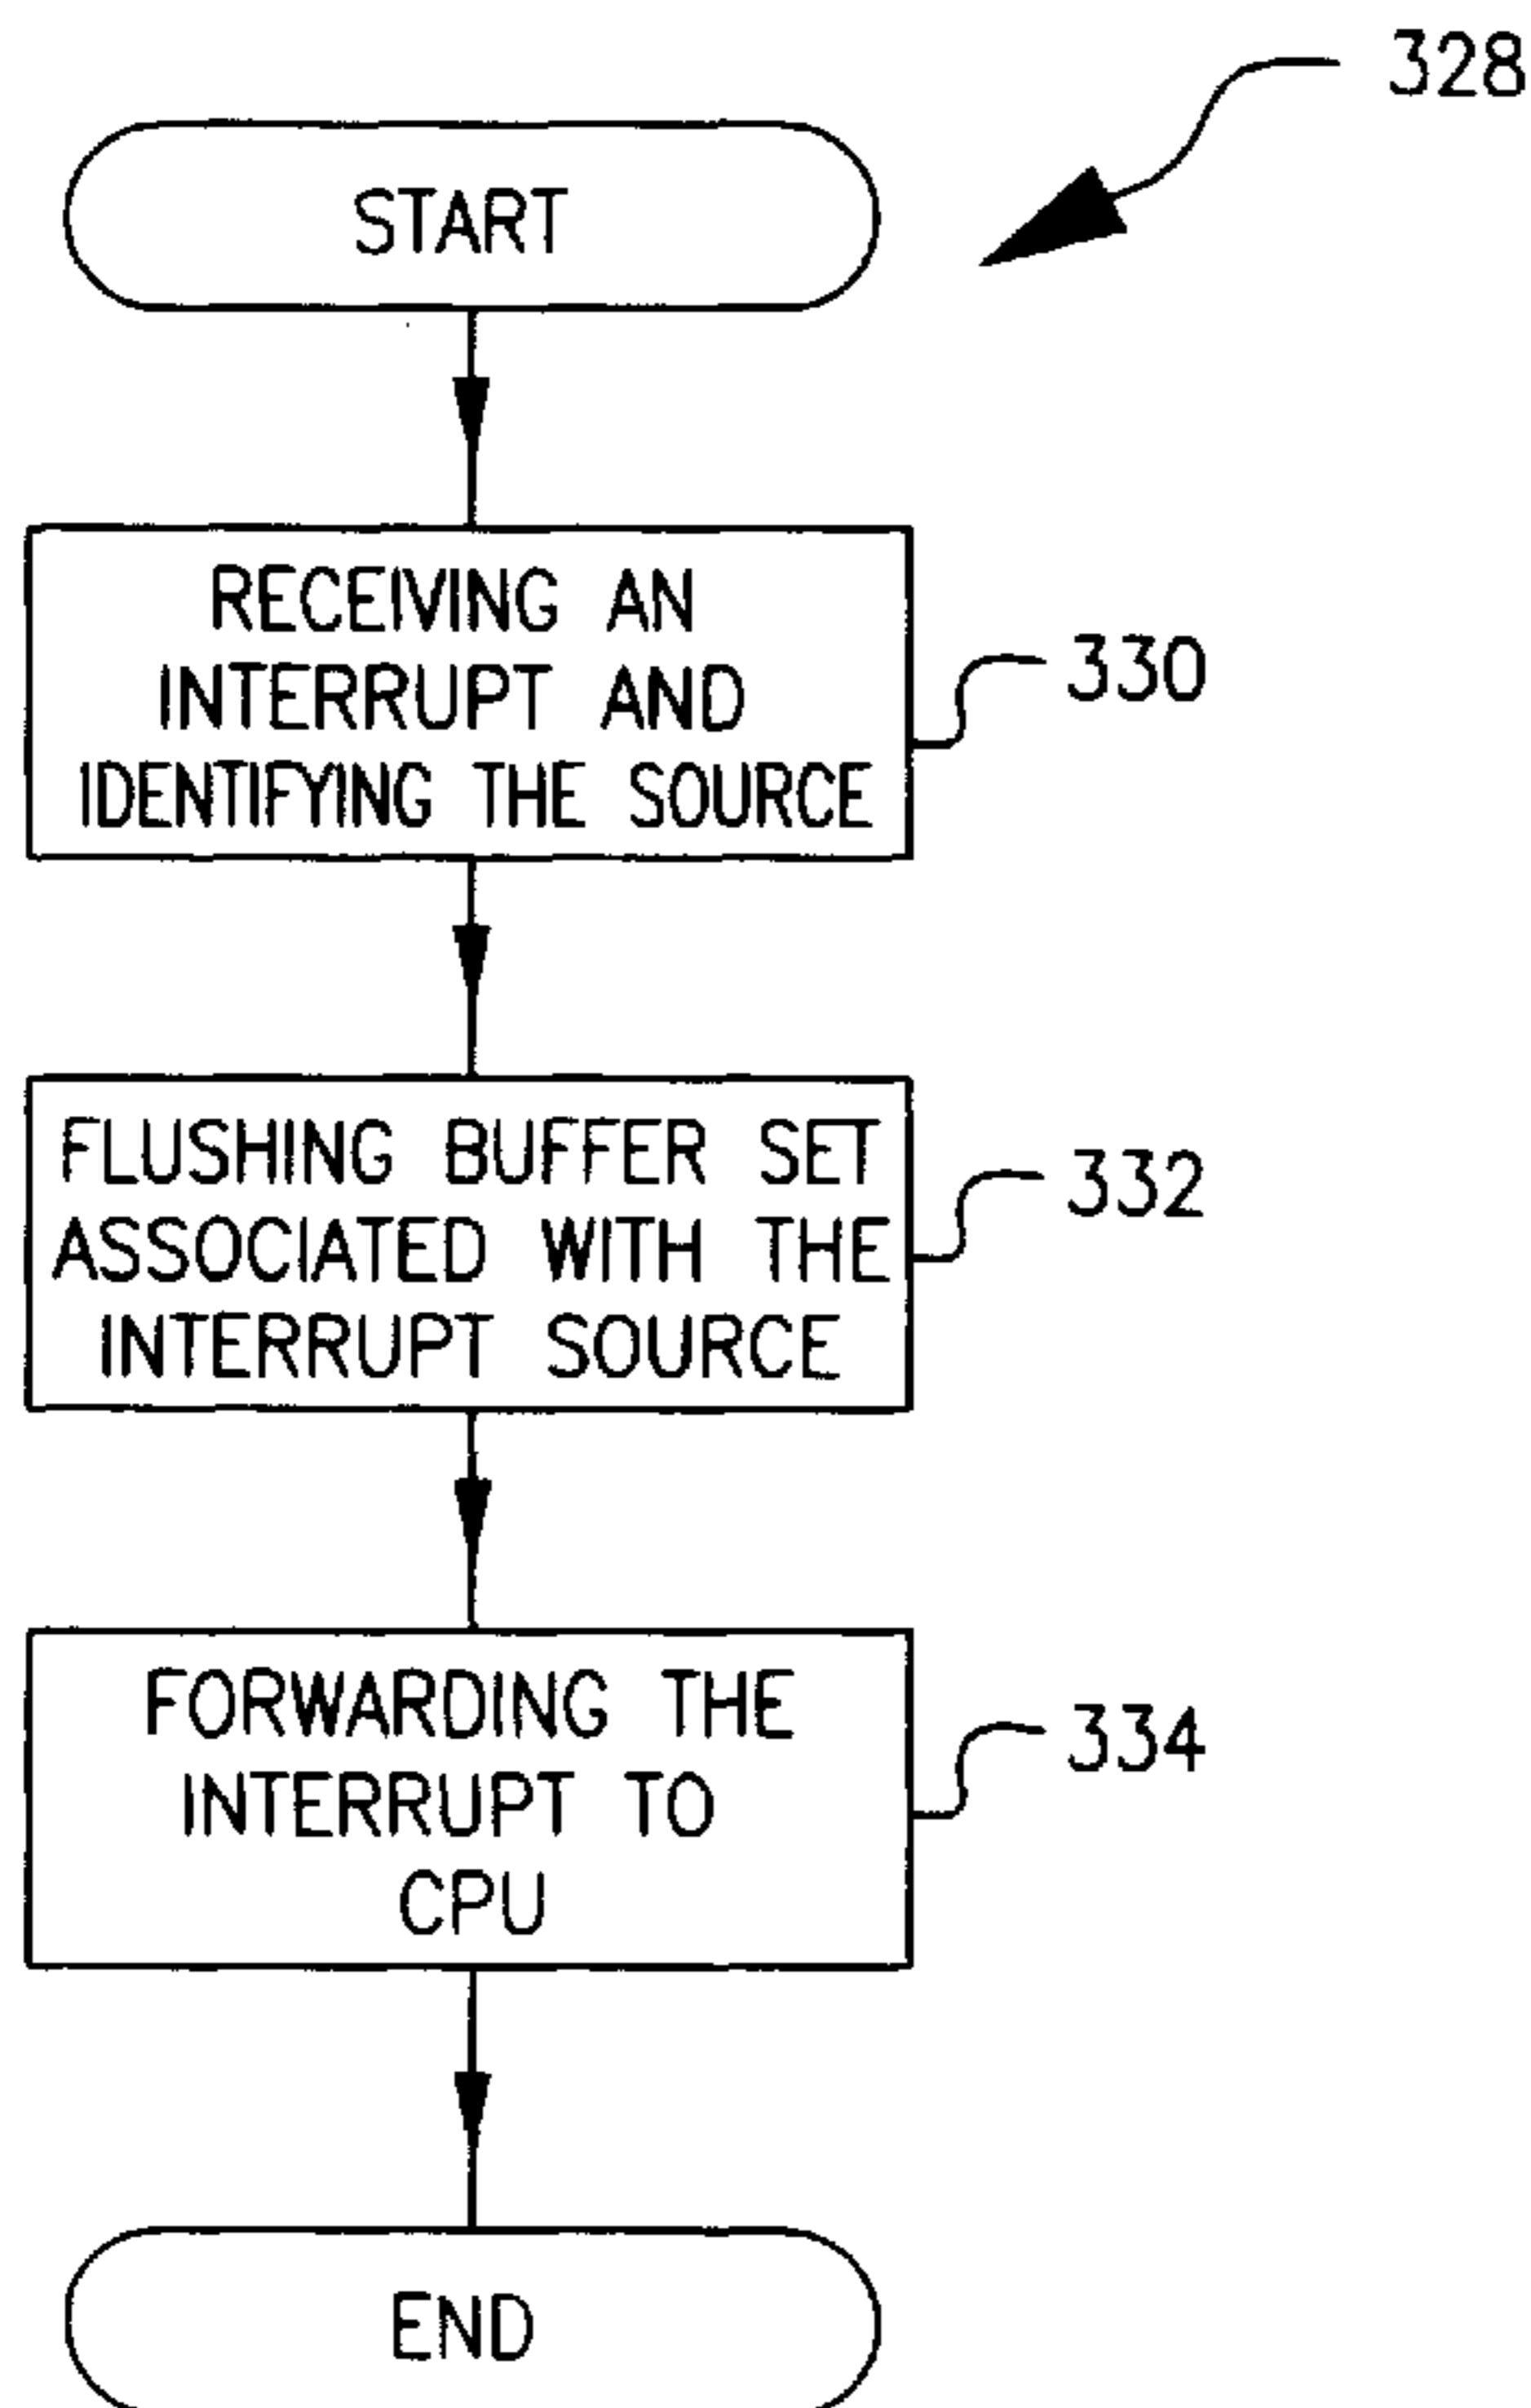 328
START
RECEIVING AN
INTERRUPT AND
IDENTIFYING THE SOURCE
330
FLUSHING BUFFER SET
ASSOCIATED WITH THE
INTERRUPT SOURCE
332
FORWARDING THE
INTERRUPT TO
CPU
334
END